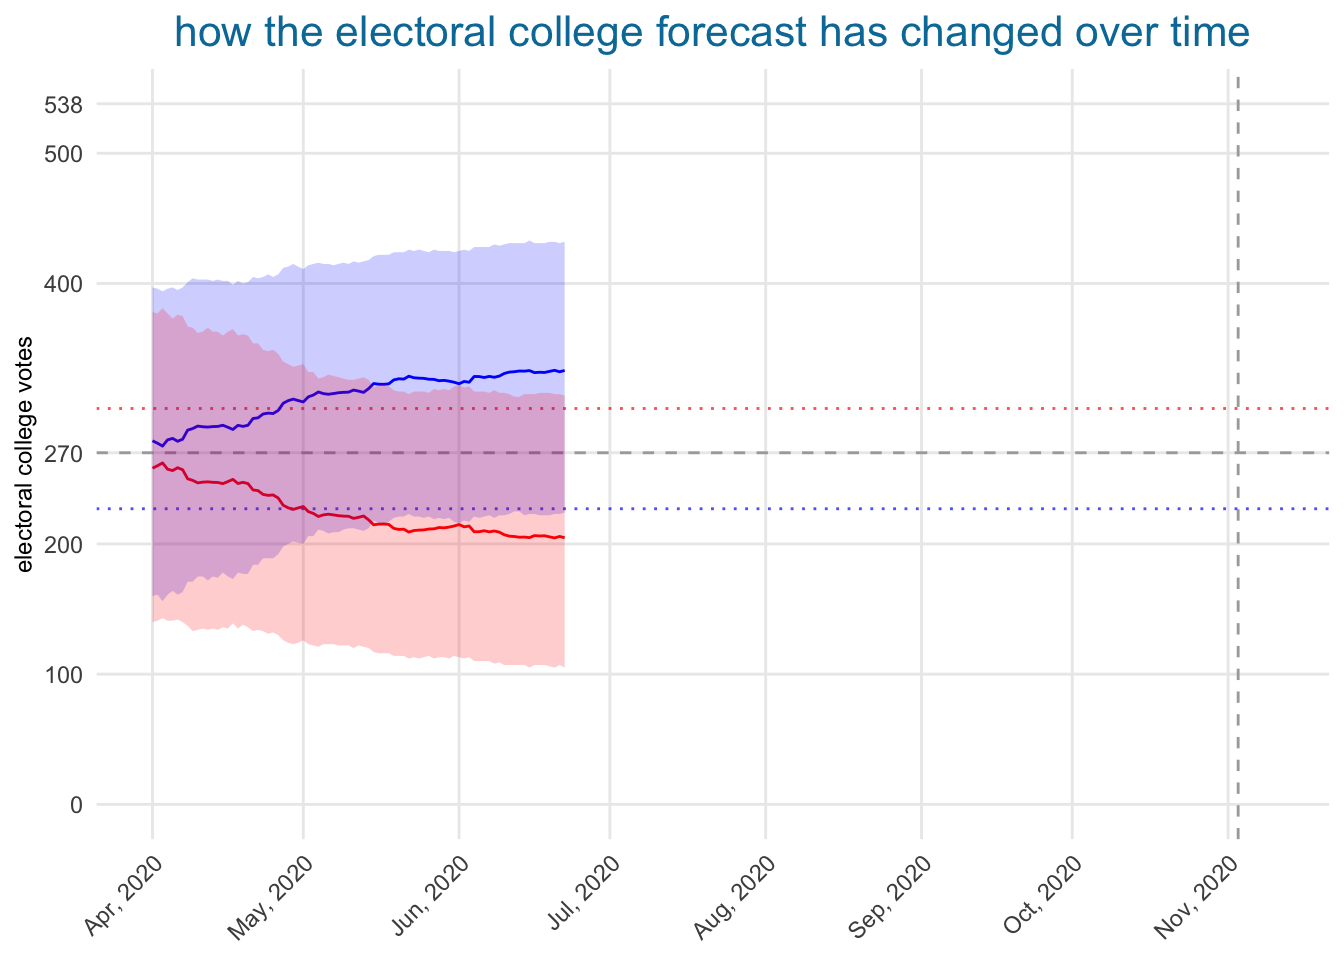 how the electoral college forecast has changed over time
538
500
400
270
200
100
0
electoral college votes
Apr, 2020
May, 2020
Jun, 2020
Jul, 2020
Aug, 2020
Sep, 2020
Oct, 2020
Nov, 2020